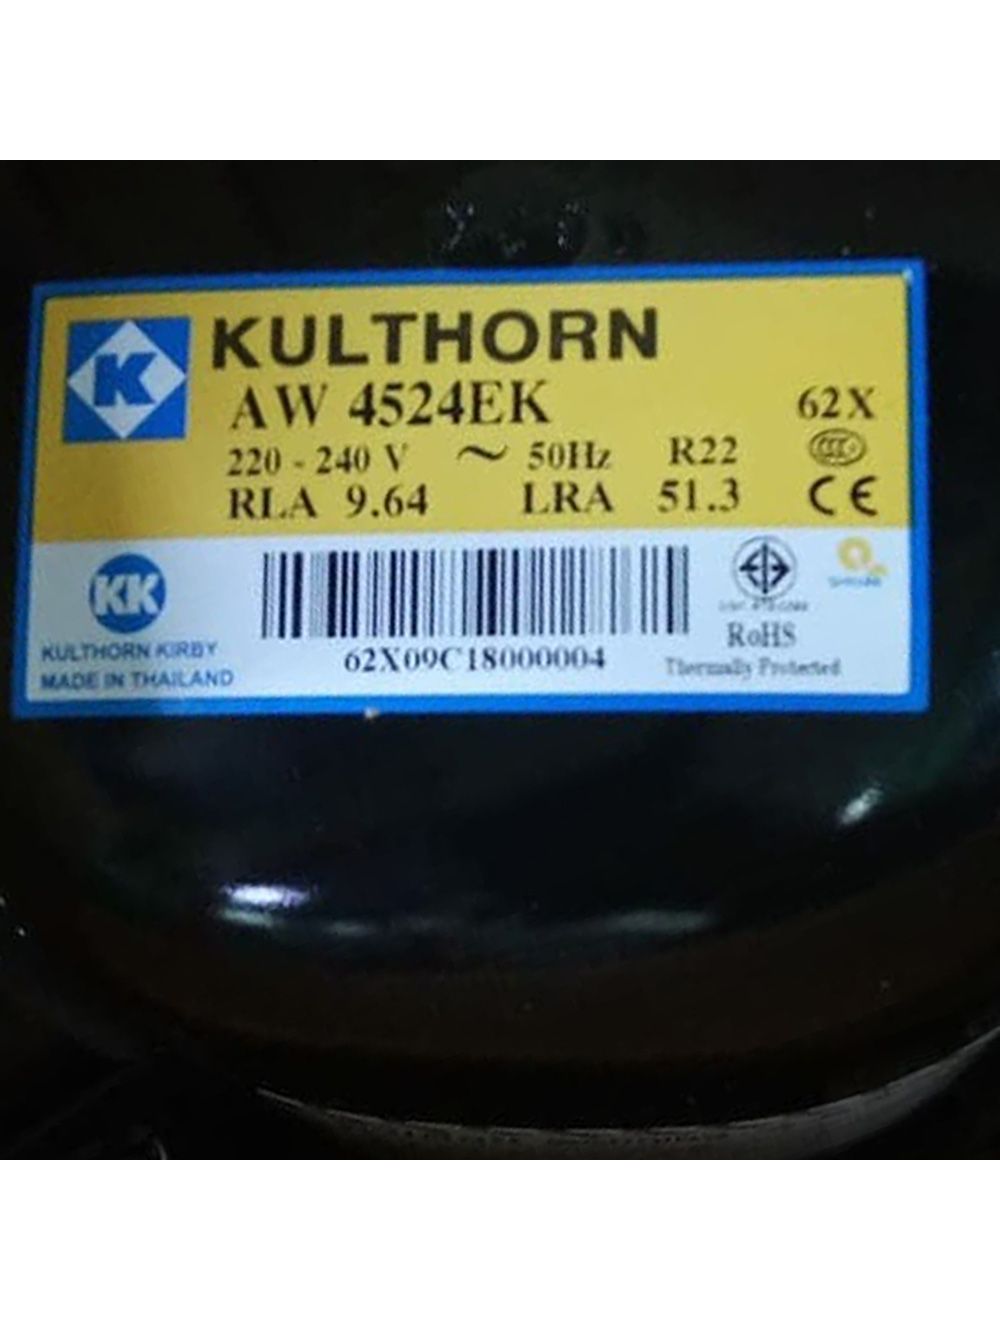 K
KULTHORN
AW 4524EK
62X
220 - 240 V ~ 50Hz R22
CCC
RLA 9.64 LRA 51.3 CE
KK
KULTHORN KIRBY
MADE IN THAILAND
62X09C18000004
RoHS
Thermally Protected